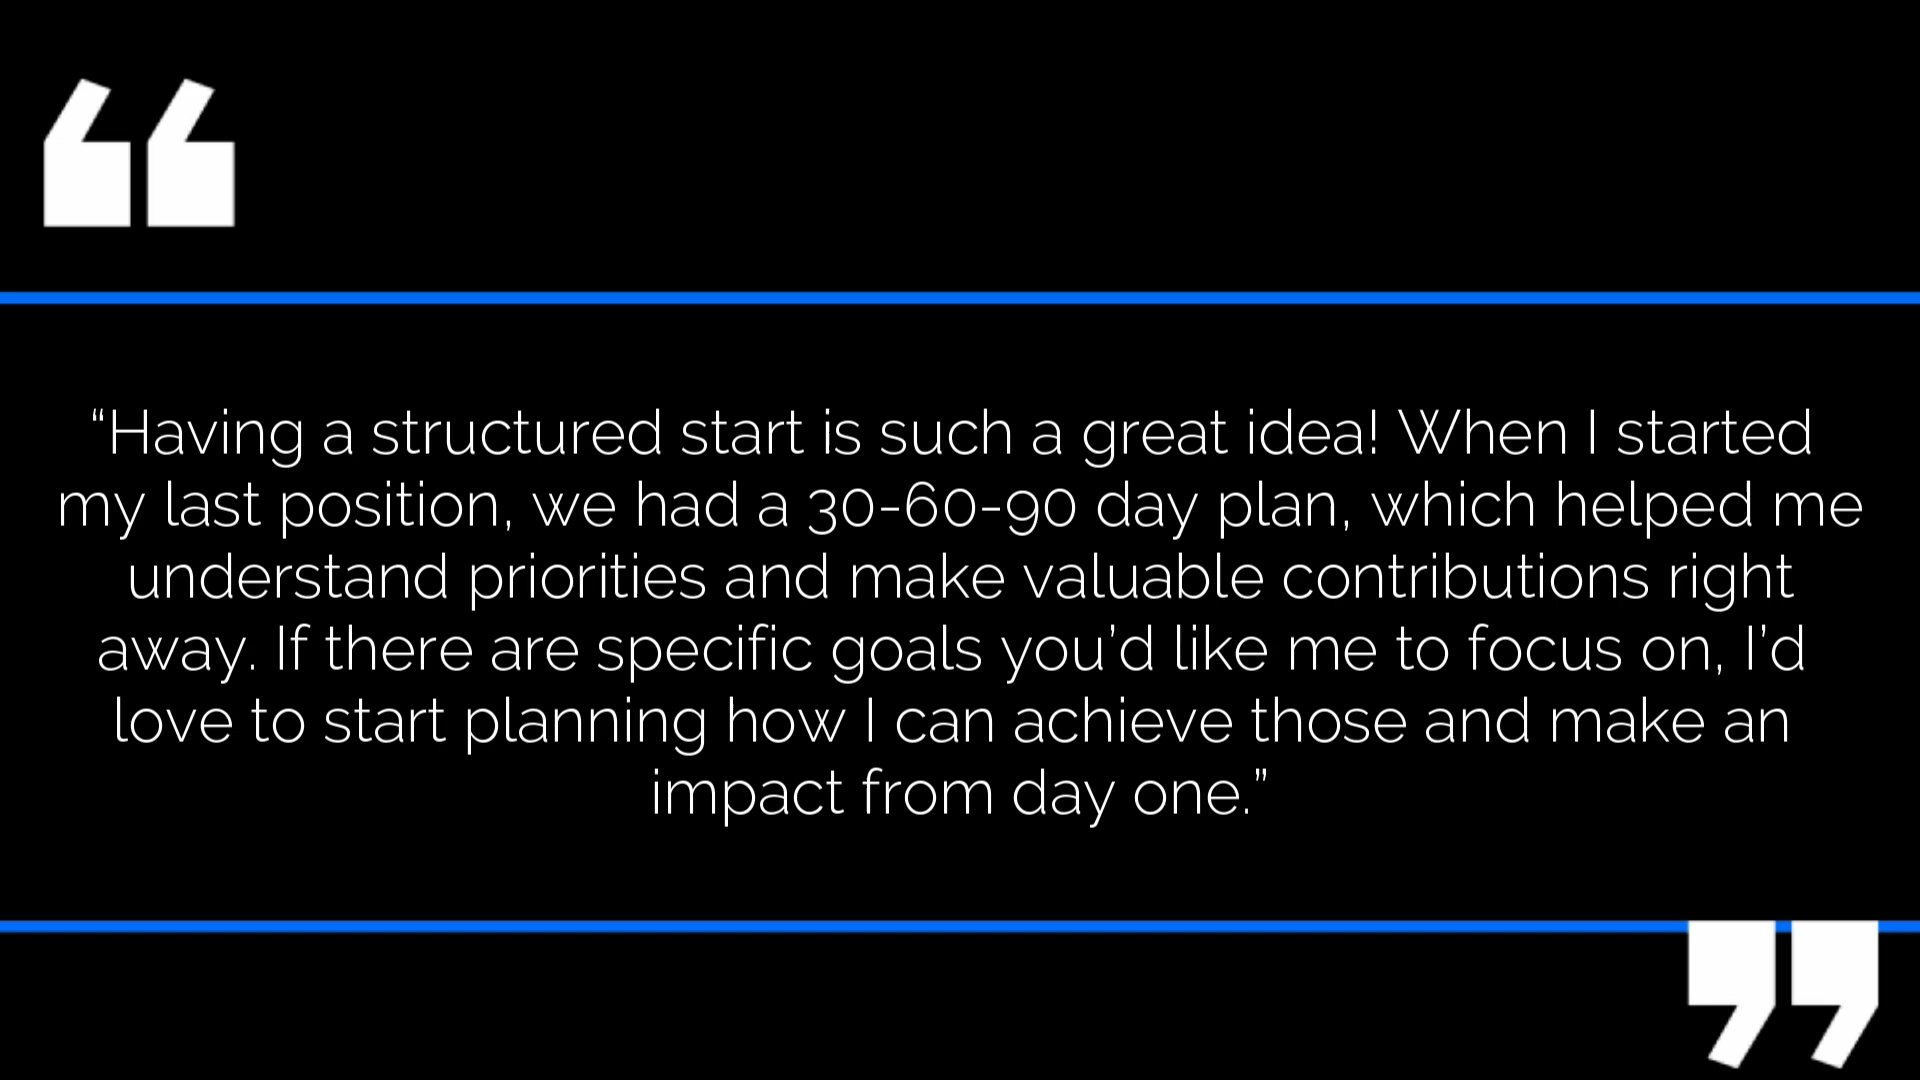 “Having a structured start is such a great idea! When I started
my last position, we had a 30-60-90 day plan, which helped me
understand priorities and make valuable contributions right
away. If there are specific goals you’d like me to focus on, I’d
love to start planning how I can achieve those and make an
impact from day one.”